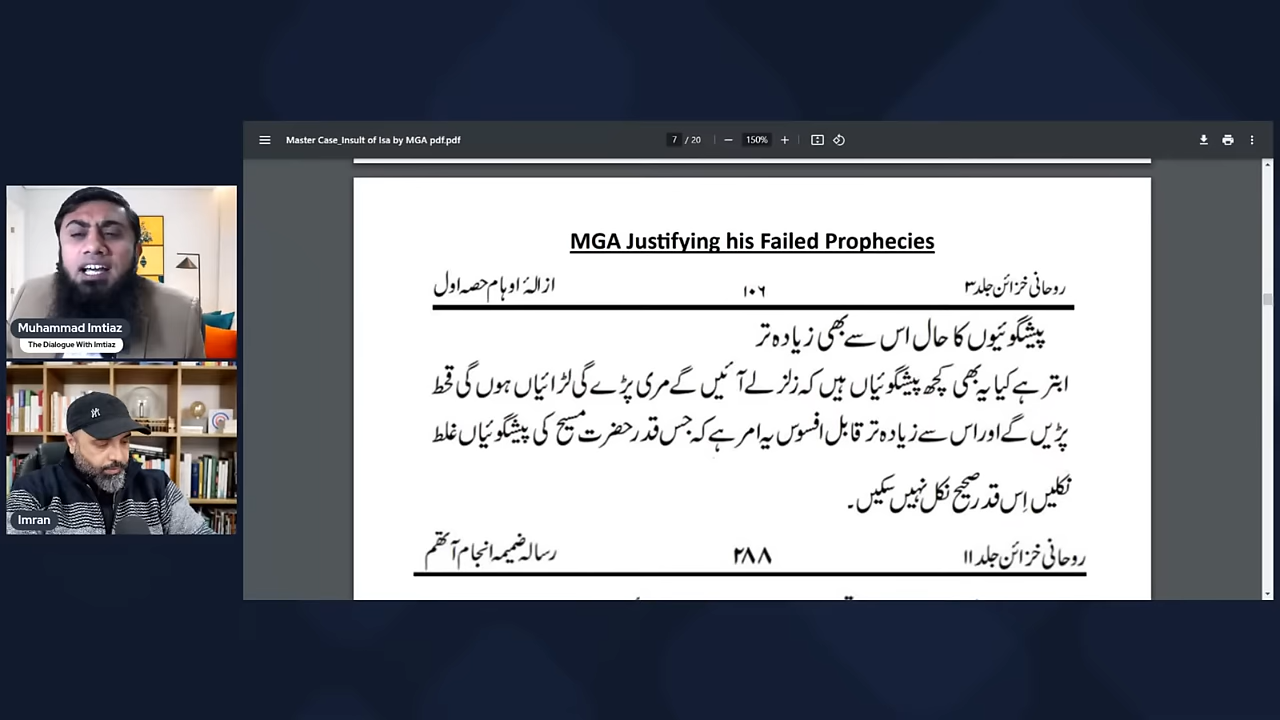 Master Case_Insult of Isa by MGA pdf.pdf
7 / 20
150%
MGA Justifying his Failed Prophecies
روحانی خزائن جلد ۳ ۱۰۶ ازالہ اوہام حصہ اول
پیشگوئیوں کا حال اس سے بھی زیادہ تر
ابتر ہے کیا یہ بھی کچھ پیشگوئیاں ہیں کہ زلزلے آئیں گے مری پڑے گی لڑائیاں ہوں گی قحط
پڑیں گے اور اس سے زیادہ تر قابل افسوس یہ امر ہے کہ جس قدر حضرت مسیح کی پیشگوئیاں غلط
نکلیں اِس قدر صحیح نکل نہیں سکیں۔
روحانی خزائن جلد ۱۱ ۲۸۸ رسالہ ضمیمہ انجام آتھم
Muhammad Imtiaz
The Dialogue With Imtiaz
Imran